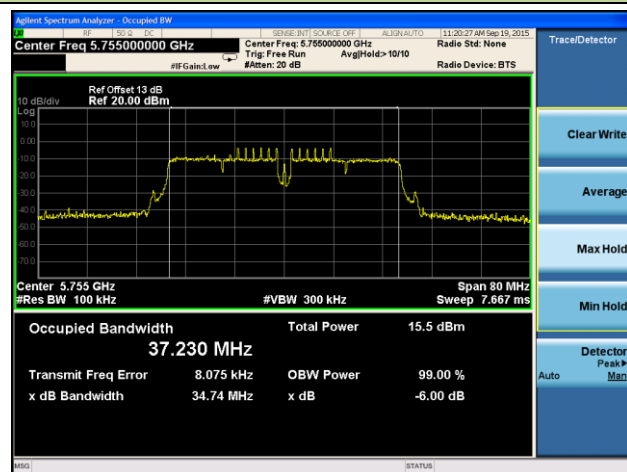 Agilent Spectrum Analyzer - Occupied BW
RF 50 Ω DC SENSE:INT SOURCE OFF ALIGNAUTO 11:20:27 AM Sep 19, 2015
Center Freq 5.755000000 GHz Center Freq: 5.755000000 GHz Radio Std: None
Trig: Free Run Avg|Hold:>10/10
#IFGain:Low #Atten: 20 dB Radio Device: BTS
Trace/Detector
Ref Offset 13 dB
10 dB/div Ref 20.00 dBm
Log
10.0
0.00
-10.0
-20.0
-30.0
-40.0
-50.0
-60.0
-70.0
Center 5.755 GHz Span 80 MHz
#Res BW 100 kHz #VBW 300 kHz Sweep 7.667 ms
Occupied Bandwidth Total Power 15.5 dBm
37.230 MHz
Transmit Freq Error 8.075 kHz OBW Power 99.00 %
x dB Bandwidth 34.74 MHz x dB -6.00 dB
Clear Write
Average
Max Hold
Min Hold
Detector
Peak▶
Auto Man
MSG STATUS